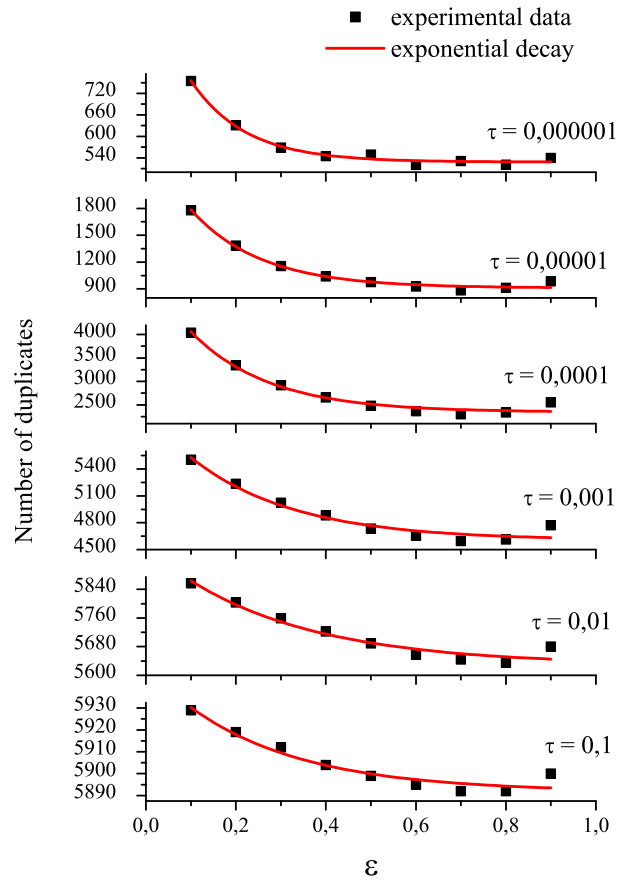 experimental data
exponential decay
720
660
600
540
τ = 0,000001
1800
1500
1200
900
τ = 0,00001
4000
3500
3000
2500
τ = 0,0001
5400
5100
4800
4500
τ = 0,001
5840
5760
5680
5600
τ = 0,01
5930
5920
5910
5900
5890
τ = 0,1
Number of duplicates
0,0 0,2 0,4 0,6 0,8 1,0
ε